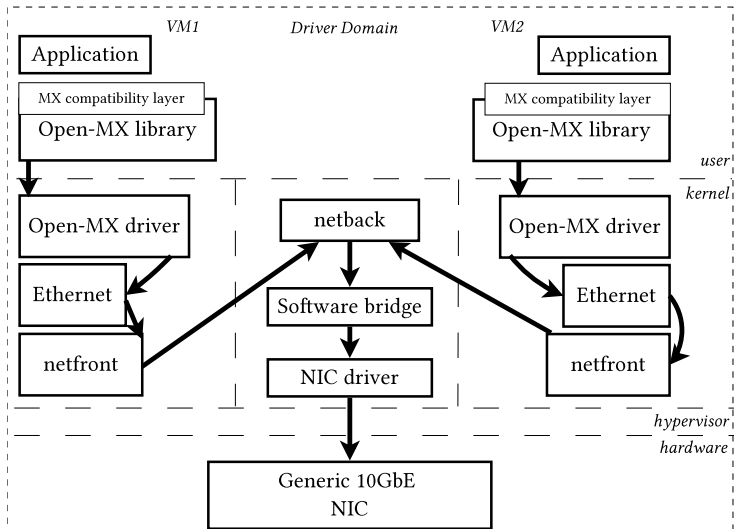 VM1
Driver Domain
VM2
Application
Application
MX compatibility layer
MX compatibility layer
Open-MX library
Open-MX library
user
kernel
Open-MX driver
netback
Open-MX driver
Ethernet
Software bridge
Ethernet
netfront
NIC driver
netfront
hypervisor
hardware
Generic 10GbE
NIC